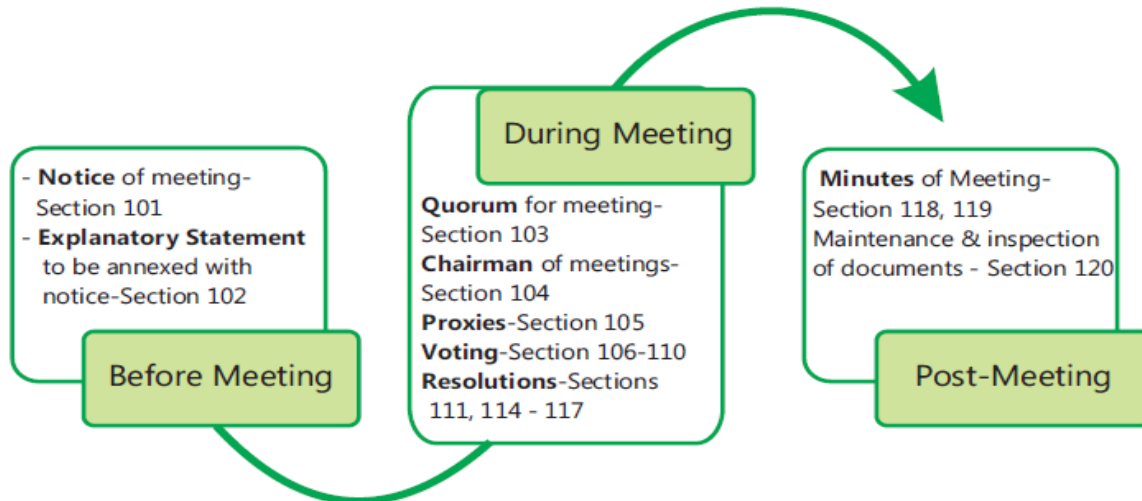 - Notice of meeting-
Section 101
- Explanatory Statement
to be annexed with
notice-Section 102
Before Meeting
During Meeting
Quorum for meeting-
Section 103
Chairman of meetings-
Section 104
Proxies-Section 105
Voting-Section 106-110
Resolutions-Sections
111, 114 - 117
Minutes of Meeting-
Section 118, 119
Maintenance & inspection
of documents - Section 120
Post-Meeting